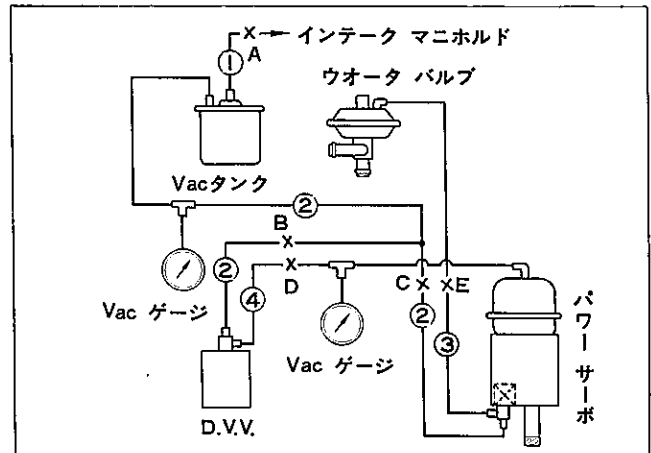 インテーク マニホルド
A
①
ウオータ バルブ
Vacタンク
②
B
②
D
C
E
Vac ゲージ
④
②
Vac ゲージ
③
パワー サーボ
D.V.V.